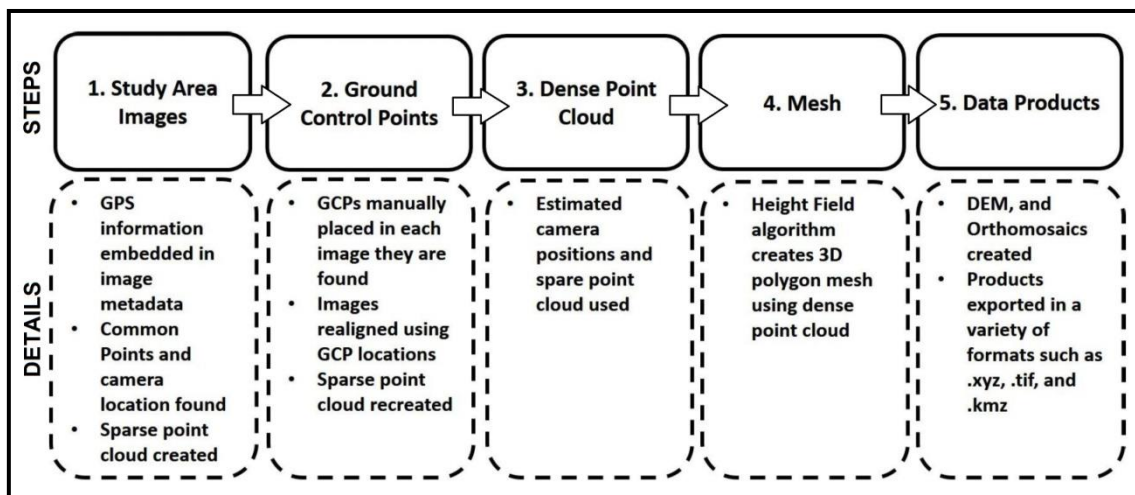 STEPS
1. Study Area
Images
2. Ground
Control Points
3. Dense Point
Cloud
4. Mesh
5. Data Products
DETAILS
• GPS
information
embedded in
image
metadata
• Common
Points and
camera
location found
• Sparse point
cloud created
• GCPs manually
placed in each
image they are
found
• Images
realigned using
GCP locations
• Sparse point
cloud recreated
• Estimated
camera
positions and
spare point
cloud used
• Height Field
algorithm
creates 3D
polygon mesh
using dense
point cloud
• DEM, and
Orthomosaics
created
• Products
exported in a
variety of
formats such as
.xyz, .tif, and
.kmz